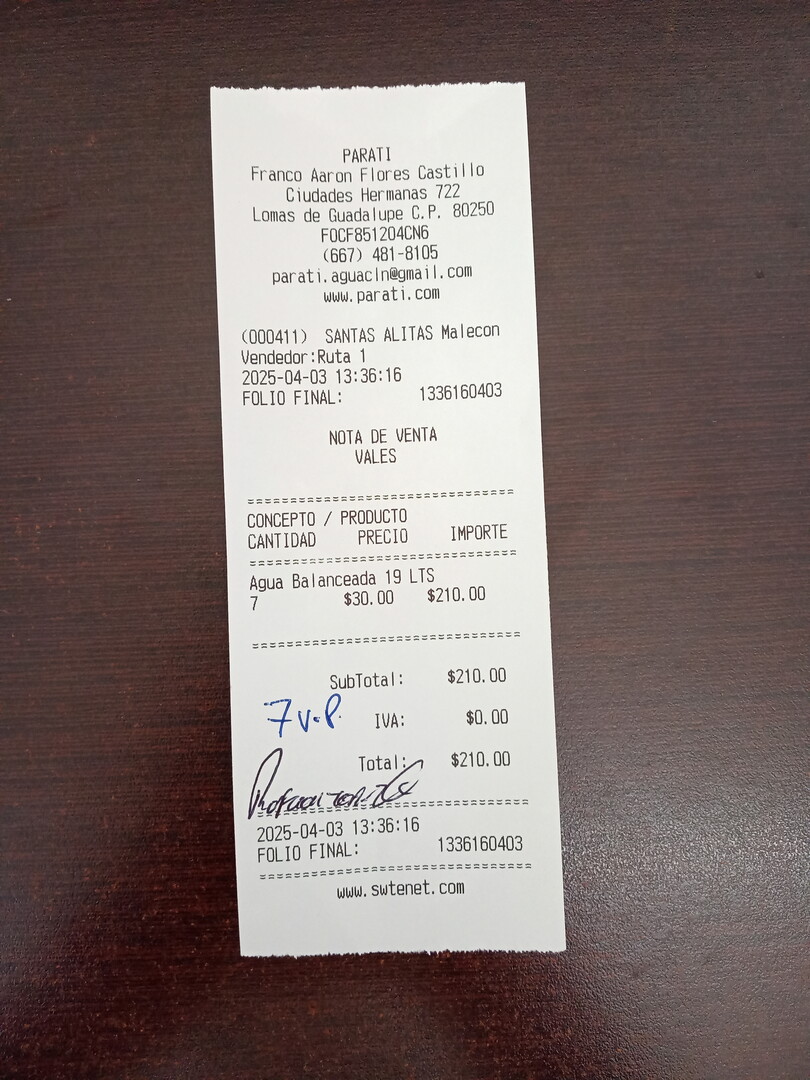 PARATI
Franco Aaron Flores Castillo
Ciudades Hermanas 722
Lomas de Guadalupe C.P. 80250
FOCF851204CN6
(667) 481-8105
parati.aguacln@gmail.com
www.parati.com
(000411) SANTAS ALITAS Malecon
Vendedor:Ruta 1
2025-04-03 13:36:16
FOLIO FINAL: 1336160403
NOTA DE VENTA
VALES
==============================
CONCEPTO / PRODUCTO
CANTIDAD PRECIO IMPORTE
==============================
Agua Balanceada 19 LTS
7 $30.00 $210.00
==============================
SubTotal: $210.00
7 V.P. IVA: $0.00
Total: $210.00
==============================
2025-04-03 13:36:16
FOLIO FINAL: 1336160403
==============================
www.swtenet.com